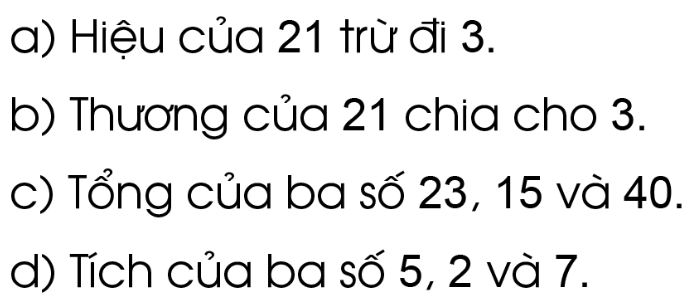 a) Hiệu của 21 trừ đi 3.
b) Thương của 21 chia cho 3.
c) Tổng của ba số 23, 15 và 40.
d) Tích của ba số 5, 2 và 7.